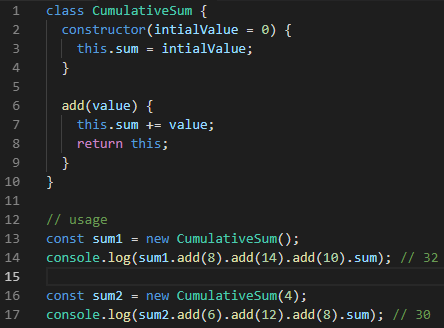 1 class CumulativeSum {
2   constructor(intialValue = 0) {
3     this.sum = intialValue;
4   }
5
6   add(value) {
7     this.sum += value;
8     return this;
9   }
10 }
11
12 // usage
13 const sum1 = new CumulativeSum();
14 console.log(sum1.add(8).add(14).add(10).sum); // 32
15
16 const sum2 = new CumulativeSum(4);
17 console.log(sum2.add(6).add(12).add(8).sum); // 30